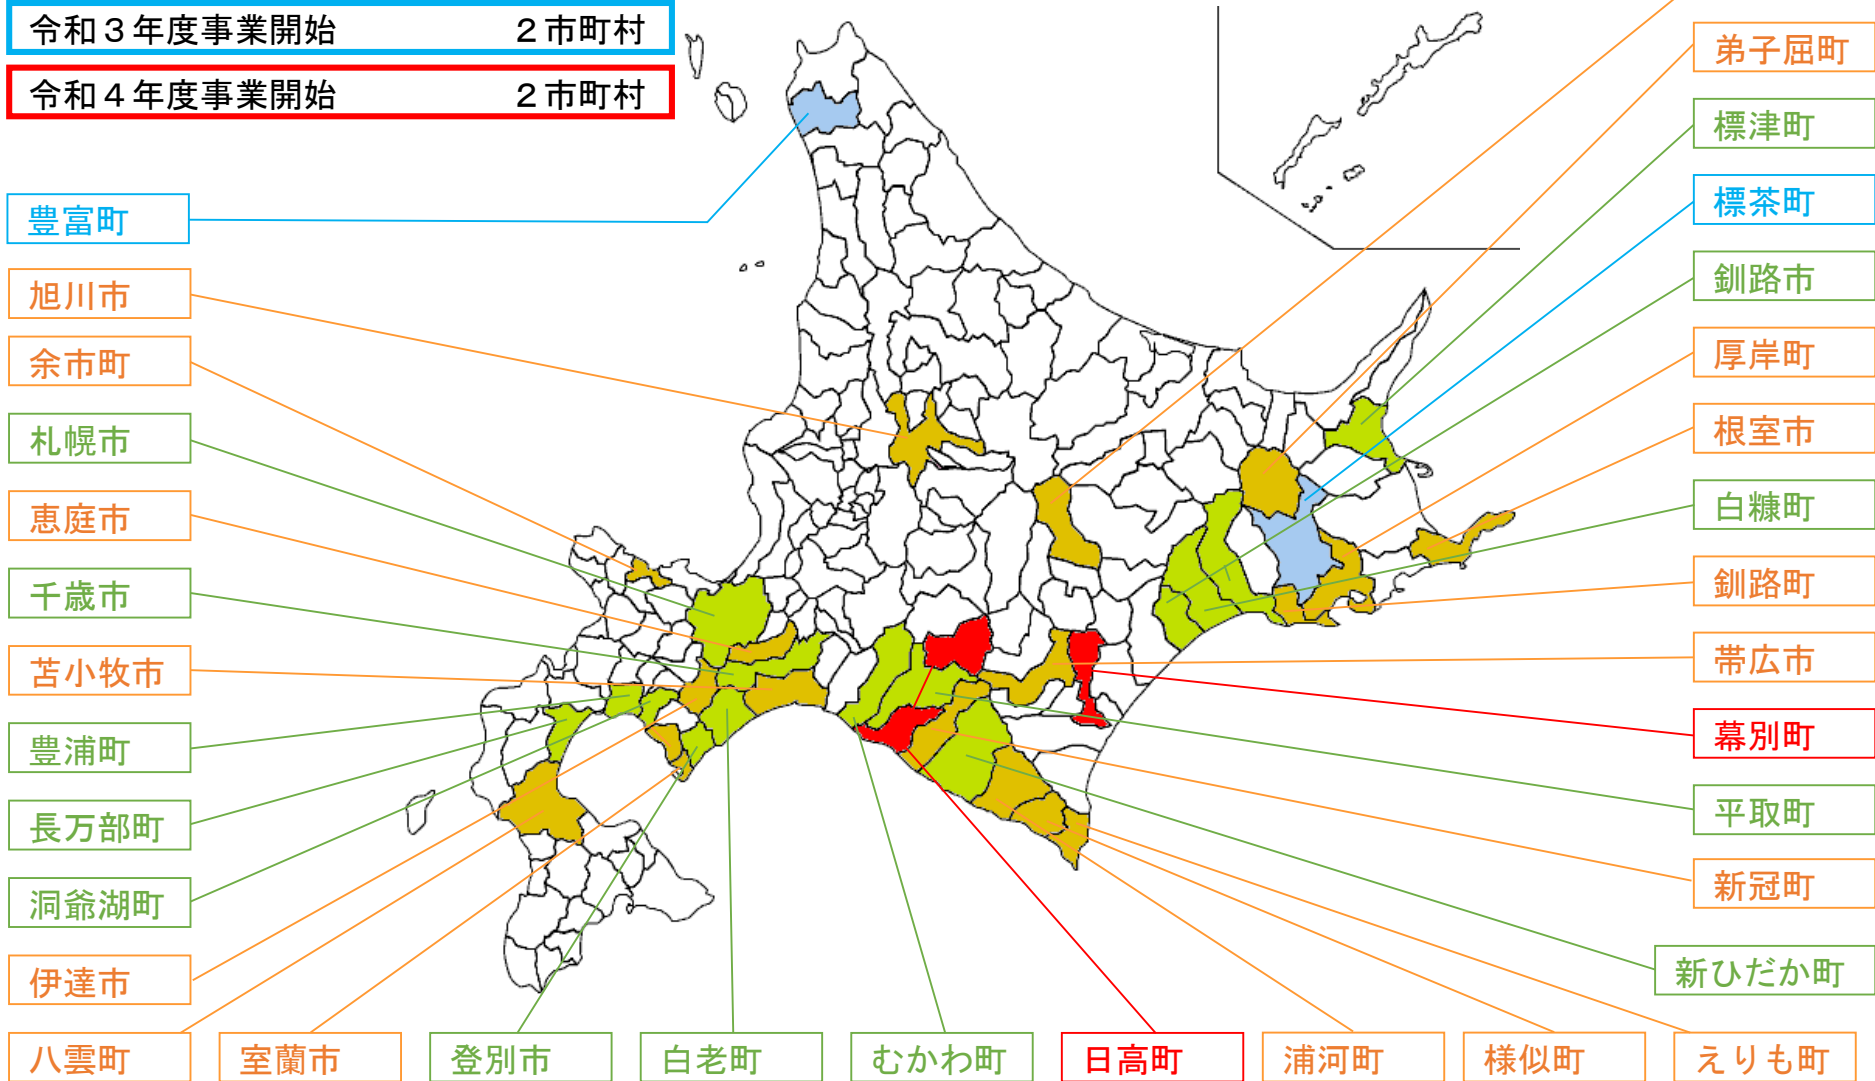 令和３年度事業開始　２市町村
令和４年度事業開始　２市町村
豊富町
旭川市
余市町
札幌市
恵庭市
千歳市
苫小牧市
豊浦町
長万部町
洞爺湖町
伊達市
八雲町
室蘭市
登別市
白老町
むかわ町
日高町
浦河町
様似町
えりも町
弟子屈町
標津町
標茶町
釧路市
厚岸町
根室市
白糠町
釧路町
帯広市
幕別町
平取町
新冠町
新ひだか町